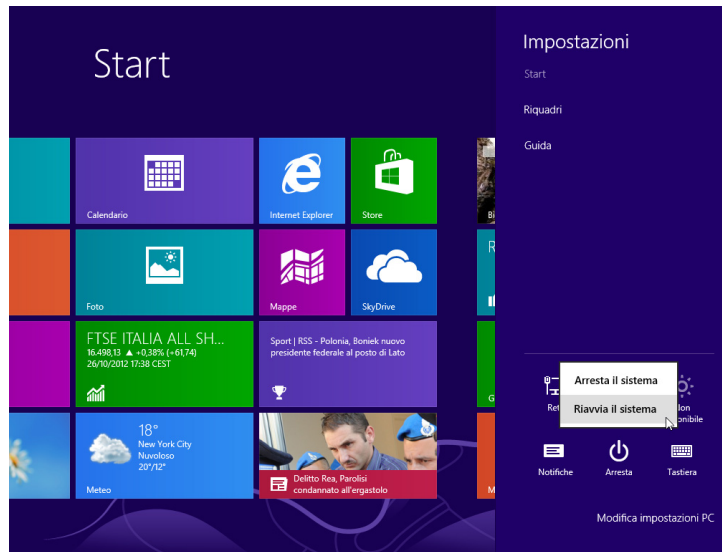 Start
Calendario
Internet Explorer
Store
Foto
Mappe
SkyDrive
FTSE ITALIA ALL SH...
16.498,13 ▲ +0,38% (+61,74)
26/10/2012 17:38 CEST
Sport | RSS - Polonia, Boniek nuovo
presidente federale al posto di Lato
18°
New York City
Nuvoloso
20°/12°
Meteo
Delitto Rea, Parolisi
condannato all'ergastolo
Impostazioni
Start
Riquadri
Guida
Arresta il sistema
Riavvia il sistema
Notifiche
Arresta
Tastiera
Modifica impostazioni PC